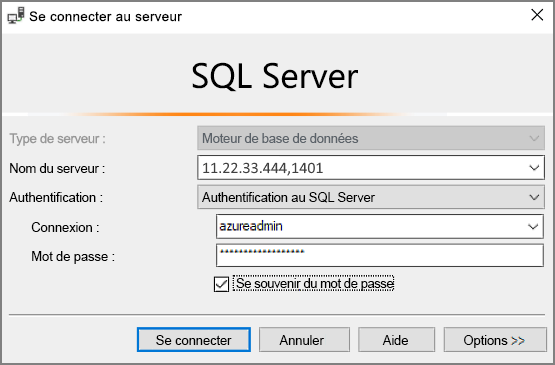 Se connecter au serveur
SQL Server
Type de serveur : Moteur de base de données
Nom du serveur : 11.22.33.444,1401
Authentification : Authentification au SQL Server
Connexion : azureadmin
Mot de passe : ******************
Se souvenir du mot de passe
Se connecter Annuler Aide Options >>